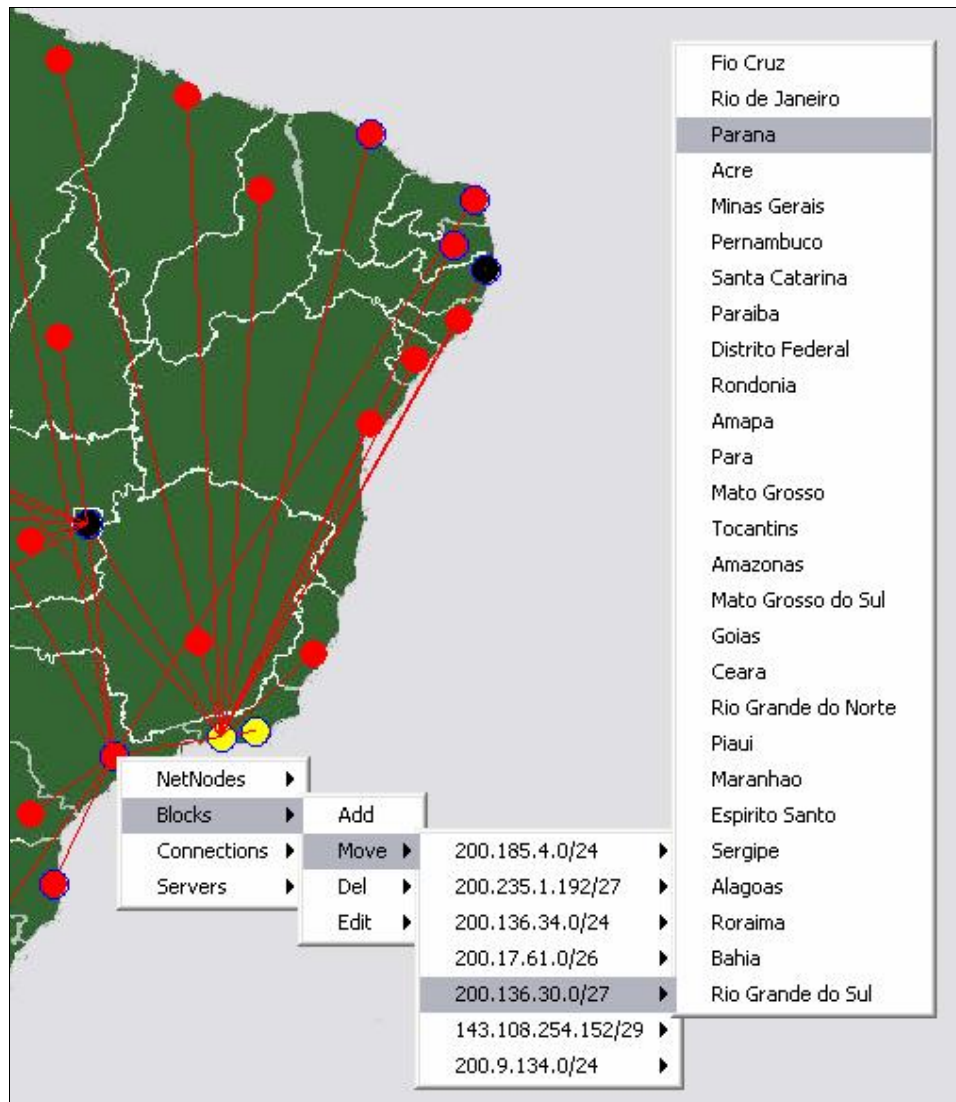 NetNodes
Blocks
Connections
Servers
Add
Move
Del
Edit
200.185.4.0/24
200.235.1.192/27
200.136.34.0/24
200.17.61.0/26
200.136.30.0/27
143.108.254.152/29
200.9.134.0/24
Fio Cruz
Rio de Janeiro
Parana
Acre
Minas Gerais
Pernambuco
Santa Catarina
Paraiba
Distrito Federal
Rondonia
Amapa
Para
Mato Grosso
Tocantins
Amazonas
Mato Grosso do Sul
Goias
Ceara
Rio Grande do Norte
Piaui
Maranhao
Espirito Santo
Sergipe
Alagoas
Roraima
Bahia
Rio Grande do Sul